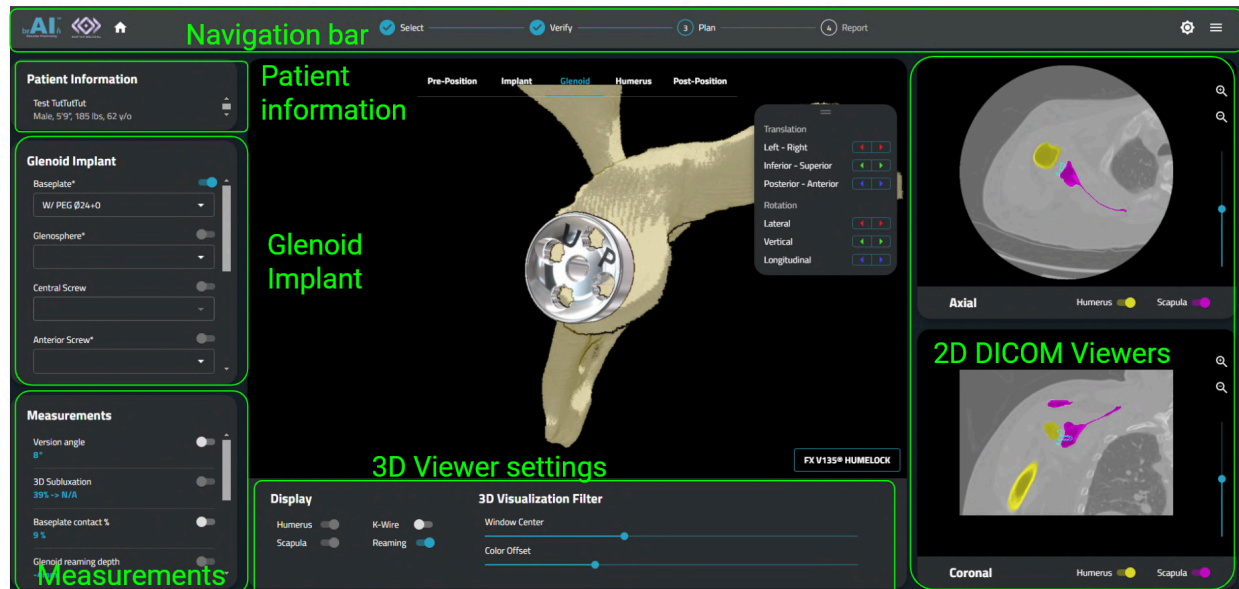 AI
Navigation bar
Select
Verify
3 Plan
4 Report
Patient Information
Test TutTutTut
Male, 5'9", 185 lbs, 62 y/o
Patient
information
Glenoid Implant
Baseplate*
W/ PEG Ø24+0
Glenosphere*
Central Screw
Anterior Screw*
Glenoid
Implant
Measurements
Version angle
8°
3D Subluxation
39% -> N/A
Baseplate contact %
9 %
Glenoid reaming depth
Measurements
Pre-Position Implant Glenoid Humerus Post-Position
U P
Translation
Left - Right
Inferior - Superior
Posterior - Anterior
Rotation
Lateral
Vertical
Longitudinal
FX V135® HUMELOCK
3D Viewer settings
Display
Humerus K-Wire
Scapula Reaming
3D Visualization Filter
Window Center
Color Offset
Axial Humerus Scapula
2D DICOM Viewers
Coronal Humerus Scapula